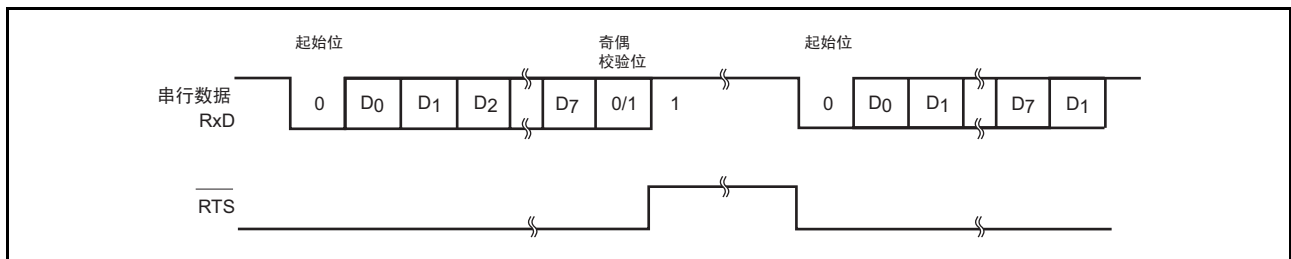 起始位
奇偶
校验位
起始位
串行数据
RxD
0 D0 D1 D2 D7 0/1 1 0 D0 D1 D7 D1
RTS